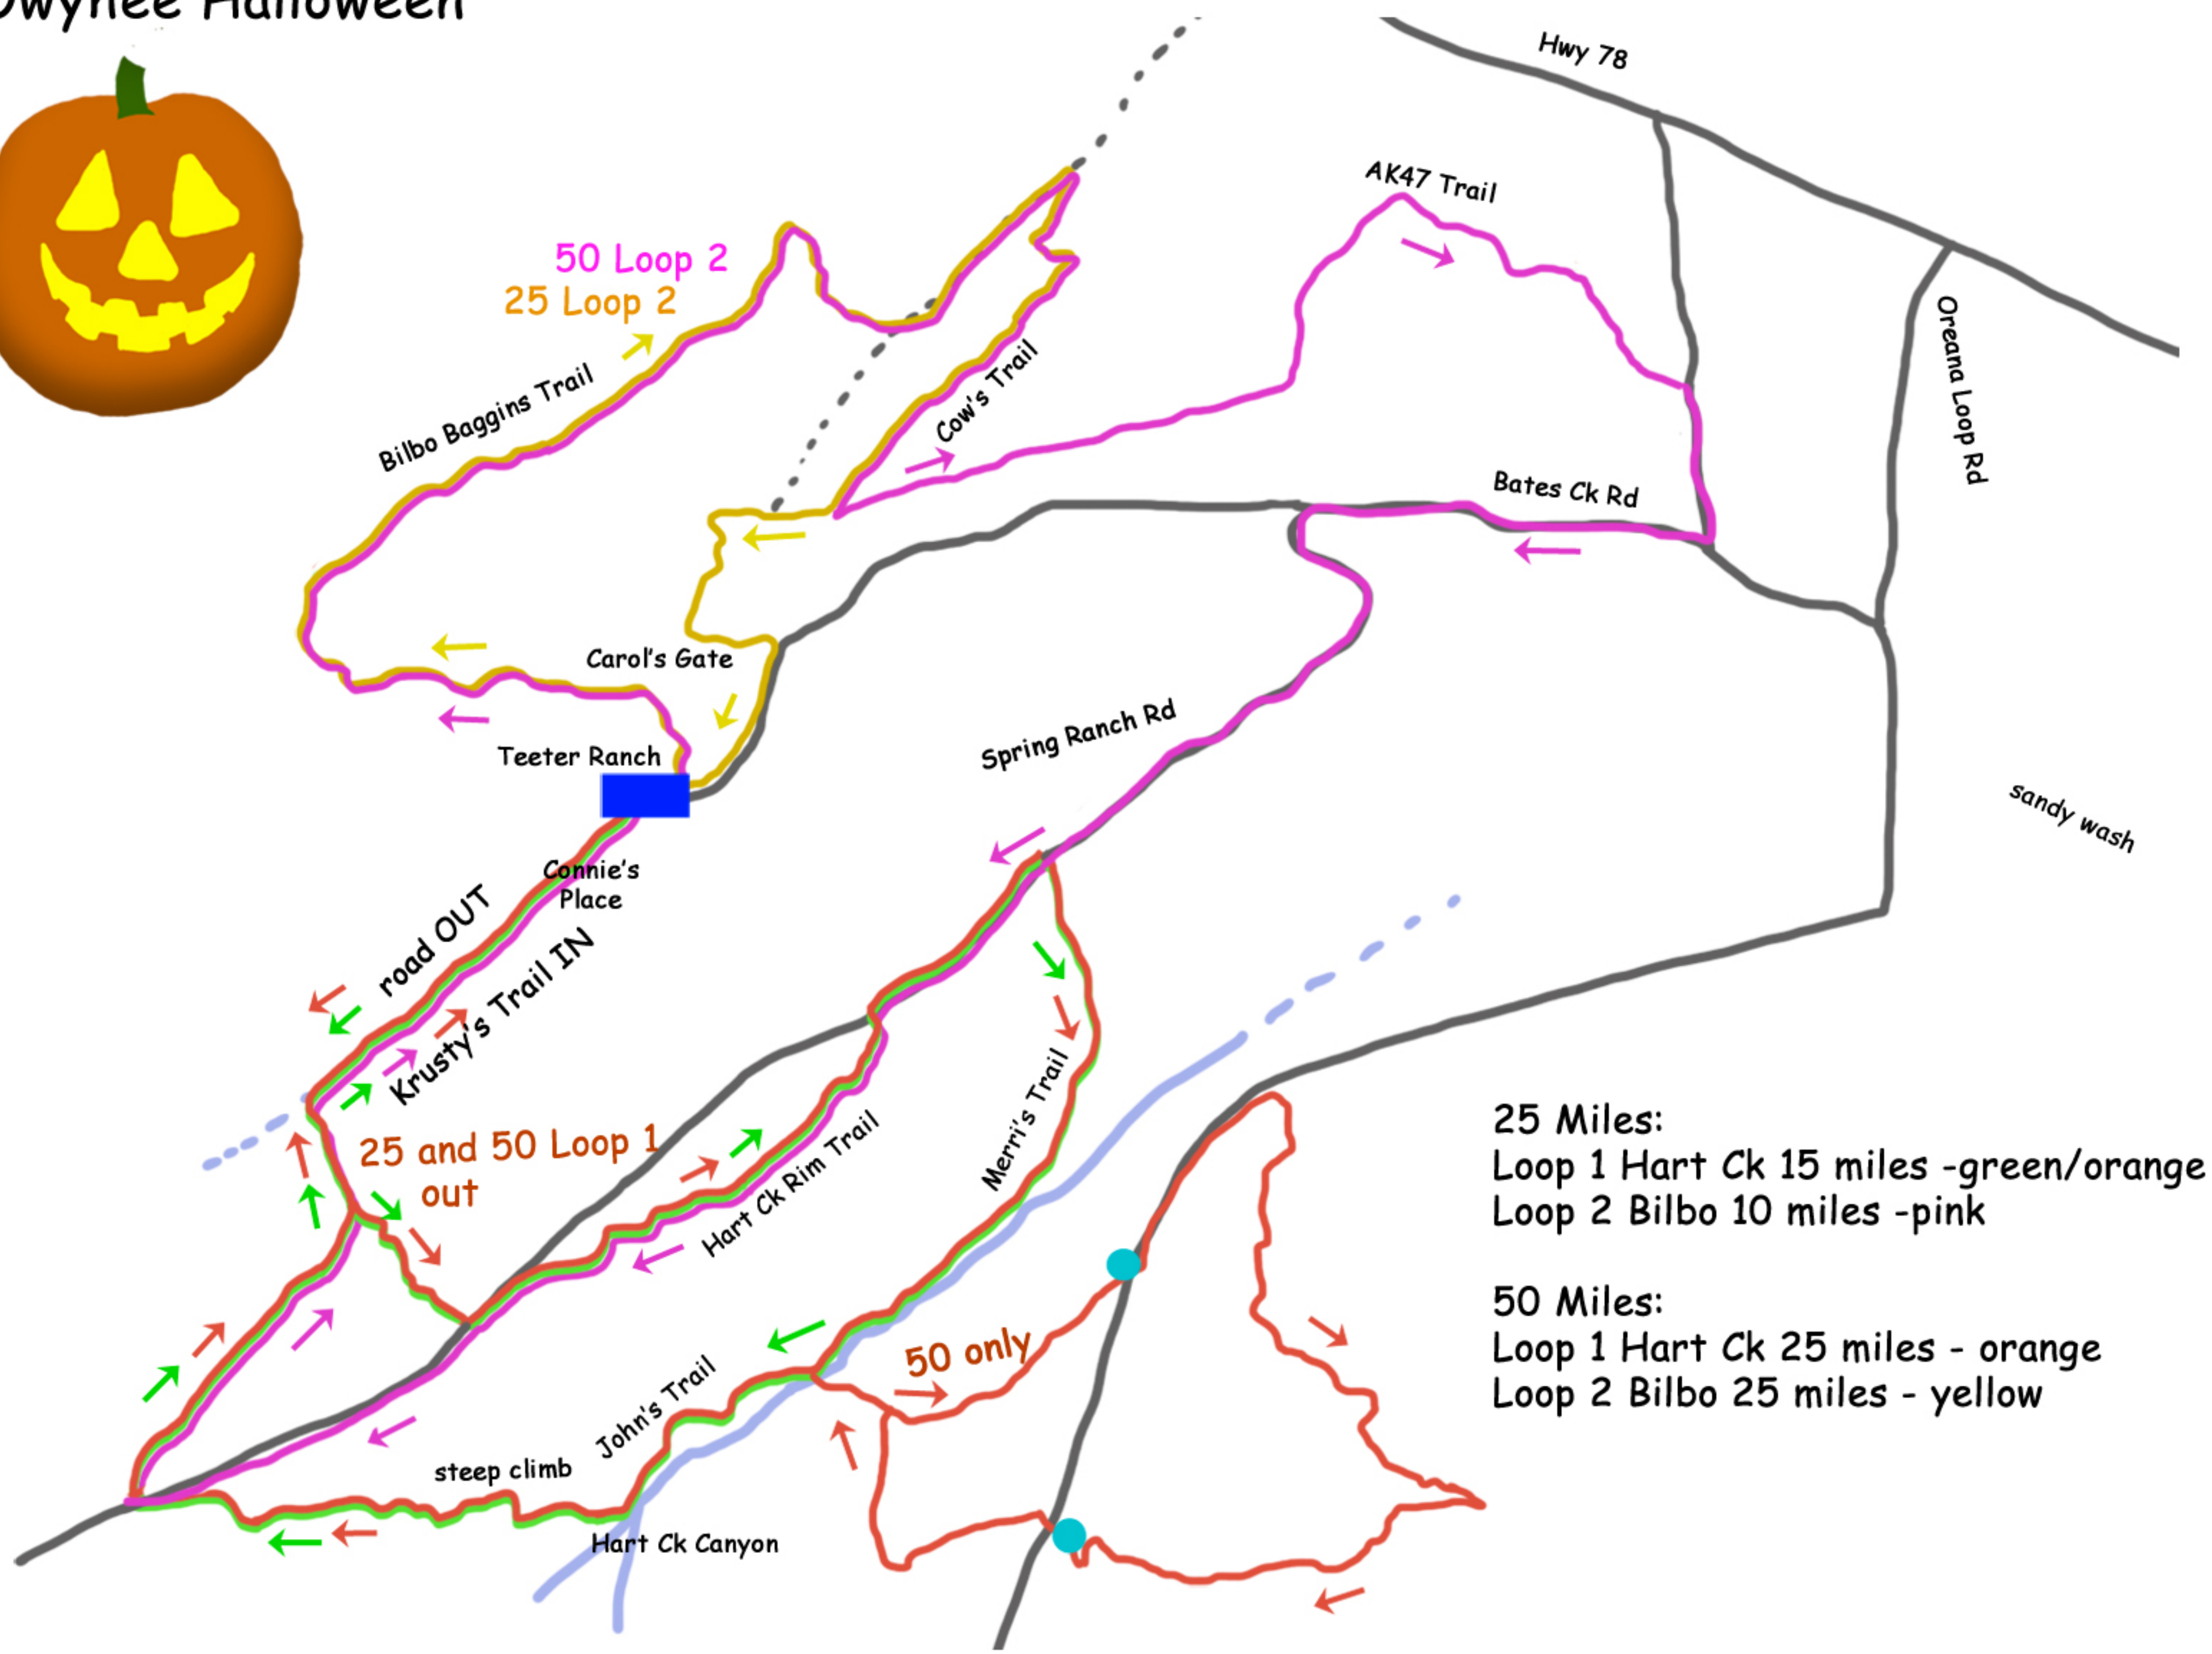 Owyhee Halloween
Hwy 78
AK47 Trail
50 Loop 2
25 Loop 2
Oreana Loop Rd
Bilbo Baggins Trail
Cow's Trail
Bates Ck Rd
Carol's Gate
Teeter Ranch
Spring Ranch Rd
sandy wash
Connie's
Place
road OUT
Krusty's Trail IN
25 and 50 Loop 1
out
Merri's Trail
Hart Ck Rim Trail
25 Miles:
Loop 1 Hart Ck 15 miles -green/orange
Loop 2 Bilbo 10 miles -pink
50 Miles:
Loop 1 Hart Ck 25 miles - orange
Loop 2 Bilbo 25 miles - yellow
50 only
John's Trail
steep climb
Hart Ck Canyon